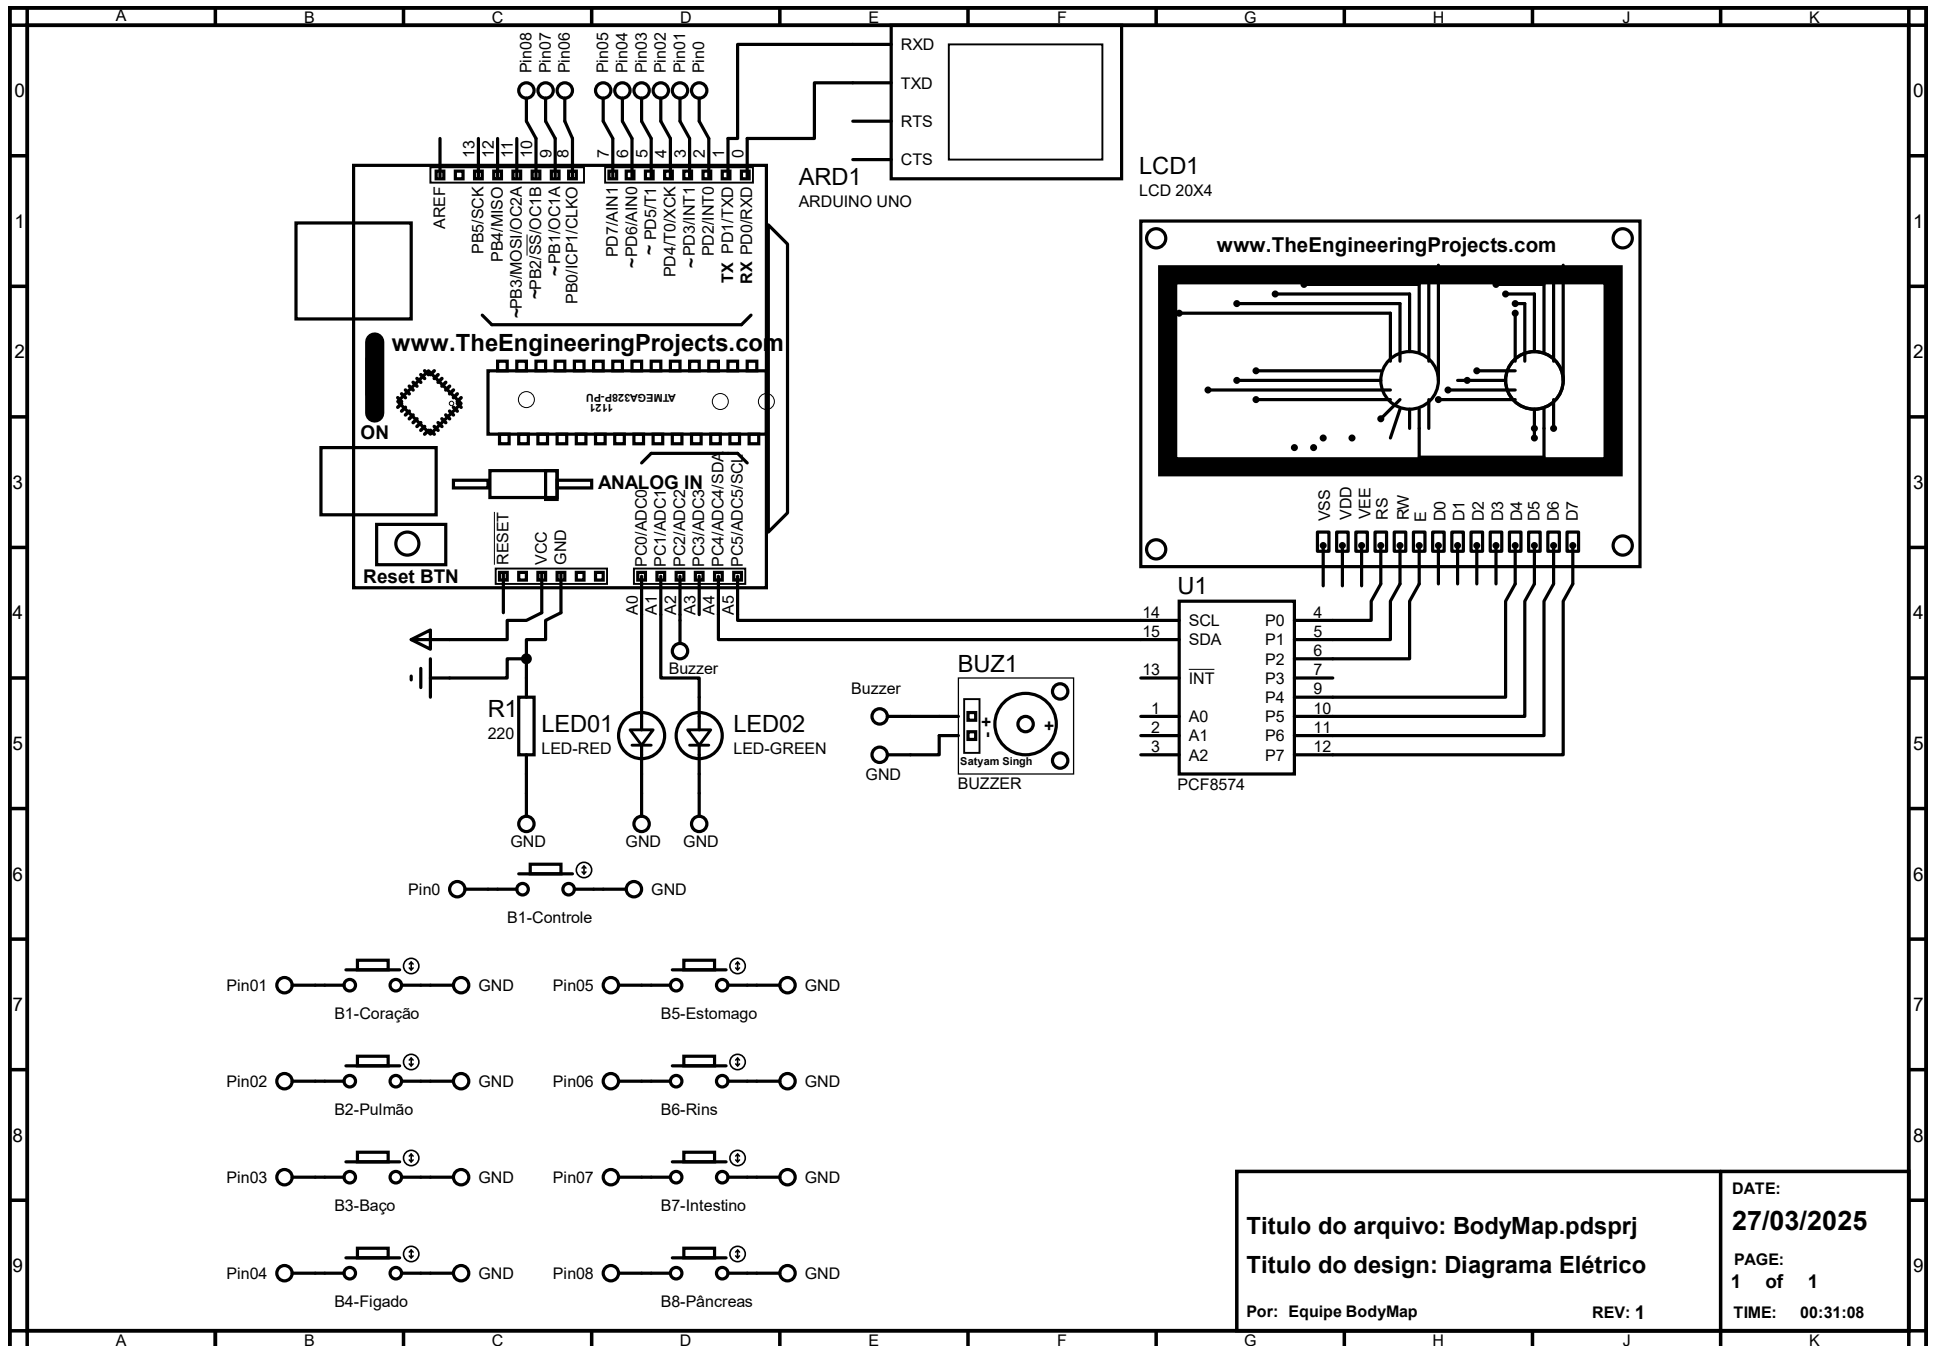 A B C D E F G H J K
0 1 2 3 4 5 6 7 8 9
0 1 2 3 4 5 6 7 8 9
Pin08
Pin07
Pin06
Pin05
Pin04
Pin03
Pin02
Pin01
Pin0
RXD
TXD
RTS
CTS
ARD1
ARDUINO UNO
13
12
11
10
9
8
7
6
5
4
3
2
1
0
AREF
PB5/SCK
PB4/MISO
~PB3/MOSI/OC2A
~PB2/SS/OC1B
~PB1/OC1A
PB0/ICP1/CLKO
PD7/AIN1
~PD6/AIN0
~PD5/T1
PD4/T0/XCK
~PD3/INT1
PD2/INT0
TX PD1/TXD
RX PD0/RXD
www.TheEngineeringProjects.com
ATMEGA328P-PU
1121
ON
ANALOG IN
Reset BTN
RESET
VCC
GND
PC0/ADC0
PC1/ADC1
PC2/ADC2
PC3/ADC3
PC4/ADC4/SDA
PC5/ADC5/SCL
A0
A1
A2
A3
A4
A5
LCD1
LCD 20X4
www.TheEngineeringProjects.com
VSS
VDD
VEE
RS
RW
E
D0
D1
D2
D3
D4
D5
D6
D7
U1
14 SCL P0 4
15 SDA P1 5
P2 6
13 INT P3 7
P4 9
1 A0 P5 10
2 A1 P6 11
3 A2 P7 12
PCF8574
Buzzer
R1
220
LED01
LED-RED
LED02
LED-GREEN
GND
GND
GND
BUZ1
Buzzer
GND
+
-
+
Satyam Singh
BUZZER
Pin0 GND
B1-Controle
Pin01 GND
B1-Coração
Pin05 GND
B5-Estomago
Pin02 GND
B2-Pulmão
Pin06 GND
B6-Rins
Pin03 GND
B3-Baço
Pin07 GND
B7-Intestino
Pin04 GND
B4-Figado
Pin08 GND
B8-Pâncreas
Titulo do arquivo: BodyMap.pdsprj
Titulo do design: Diagrama Elétrico
Por: Equipe BodyMap REV: 1
DATE:
27/03/2025
PAGE:
1 of 1
TIME: 00:31:08
A B C D E F G H J K